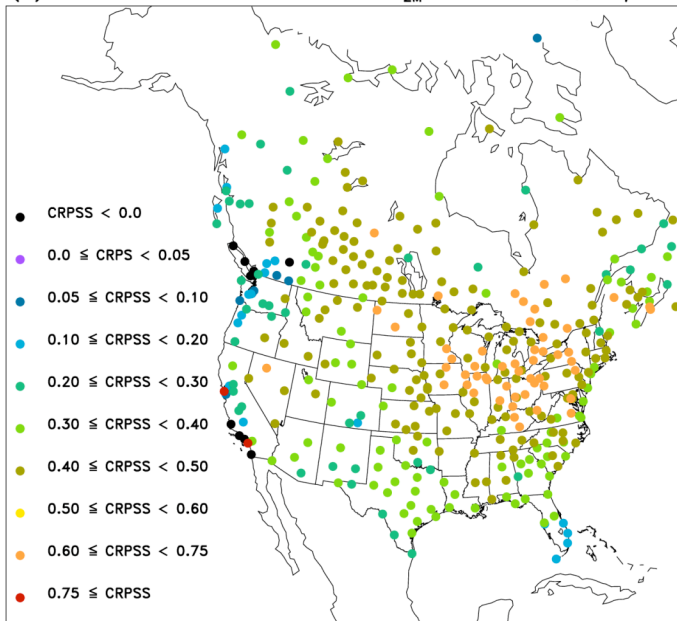 CRPSS < 0.0
0.0 ≦ CRPS < 0.05
0.05 ≦ CRPSS < 0.10
0.10 ≦ CRPSS < 0.20
0.20 ≦ CRPSS < 0.30
0.30 ≦ CRPSS < 0.40
0.40 ≦ CRPSS < 0.50
0.50 ≦ CRPSS < 0.60
0.60 ≦ CRPSS < 0.75
0.75 ≦ CRPSS